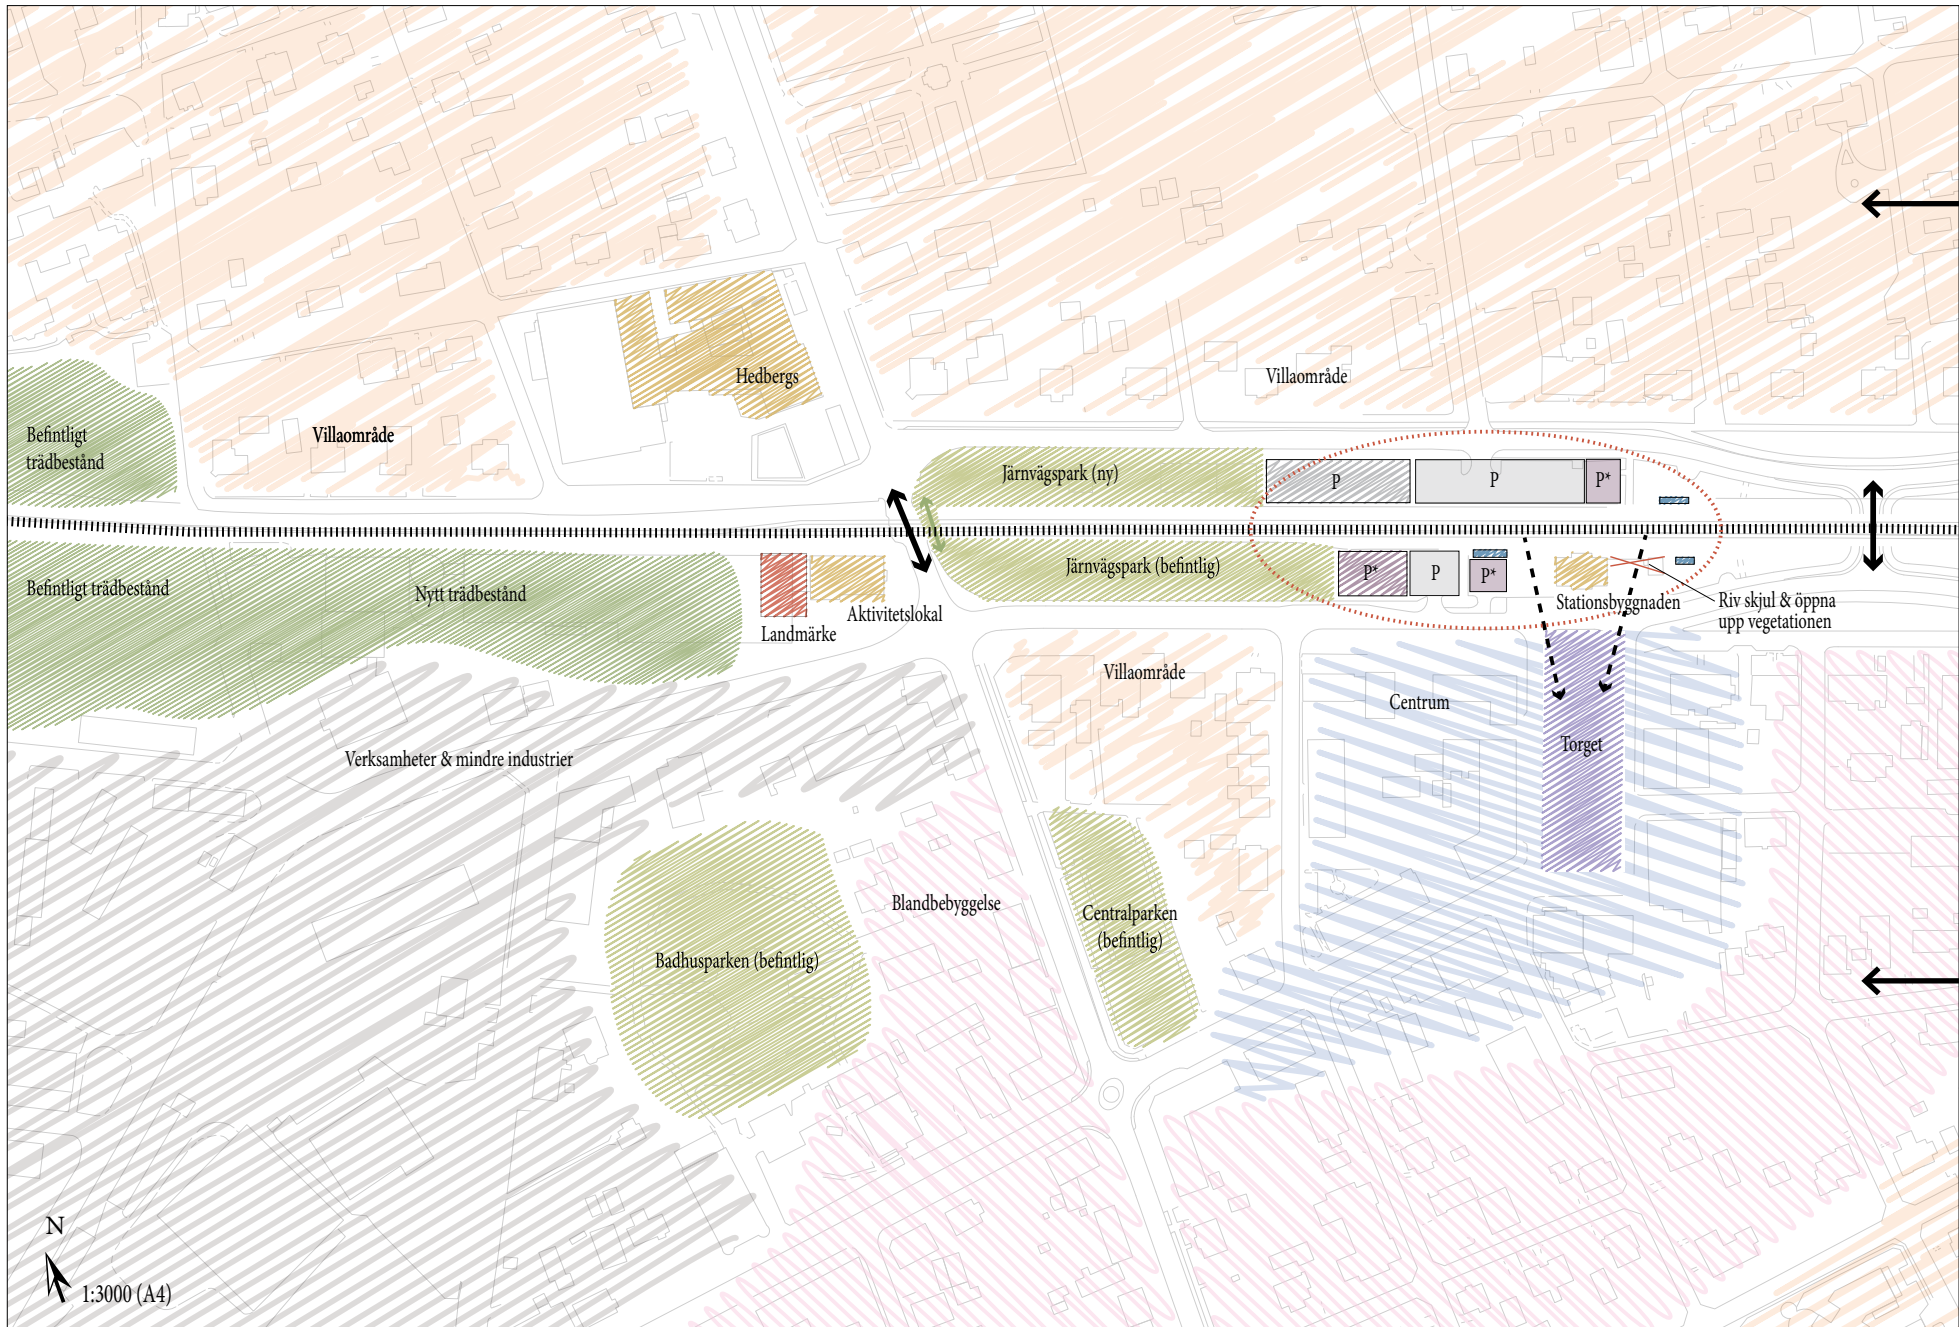 Hedbergs
Villaområde
Befintligt
trädbestånd
Villaområde
Järnvägspark (ny)
P
P
P*
Befintligt trädbestånd
Nytt trädbestånd
Järnvägspark (befintlig)
P*
P
P*
Landmärke
Aktivitetslokal
Stationsbyggnaden
Riv skjul & öppna
upp vegetationen
Villaområde
Centrum
Torget
Verksamheter & mindre industrier
Blandbebyggelse
Centralparken
(befintlig)
Badhusparken (befintlig)
N
1:3000 (A4)